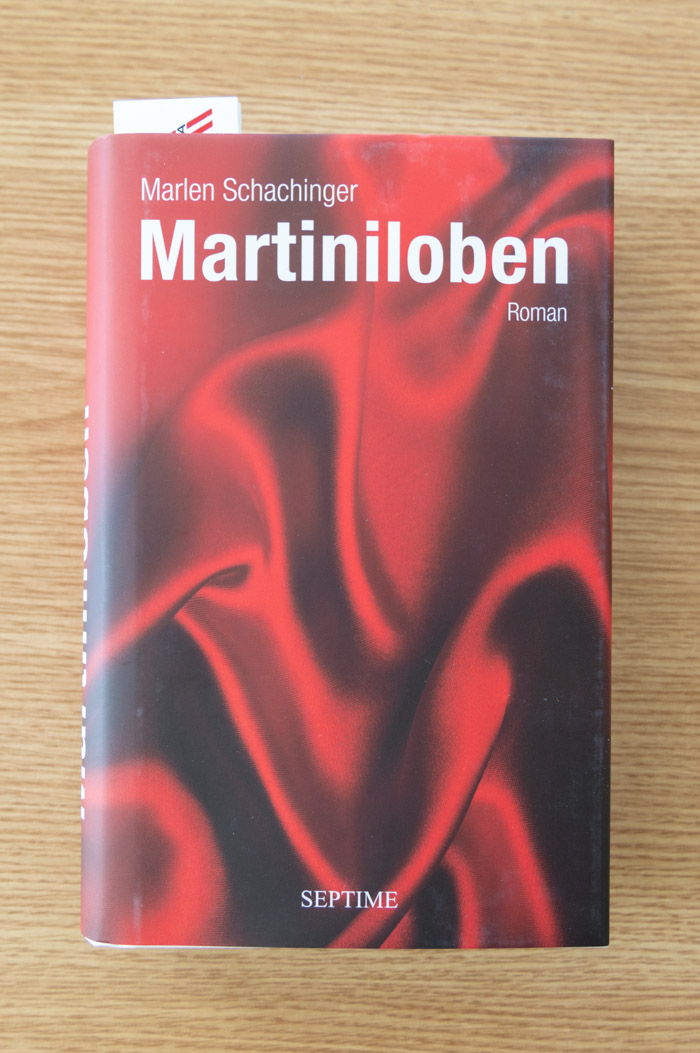 Marlen Schachinger
Martiniloben
Roman
SEPTIME